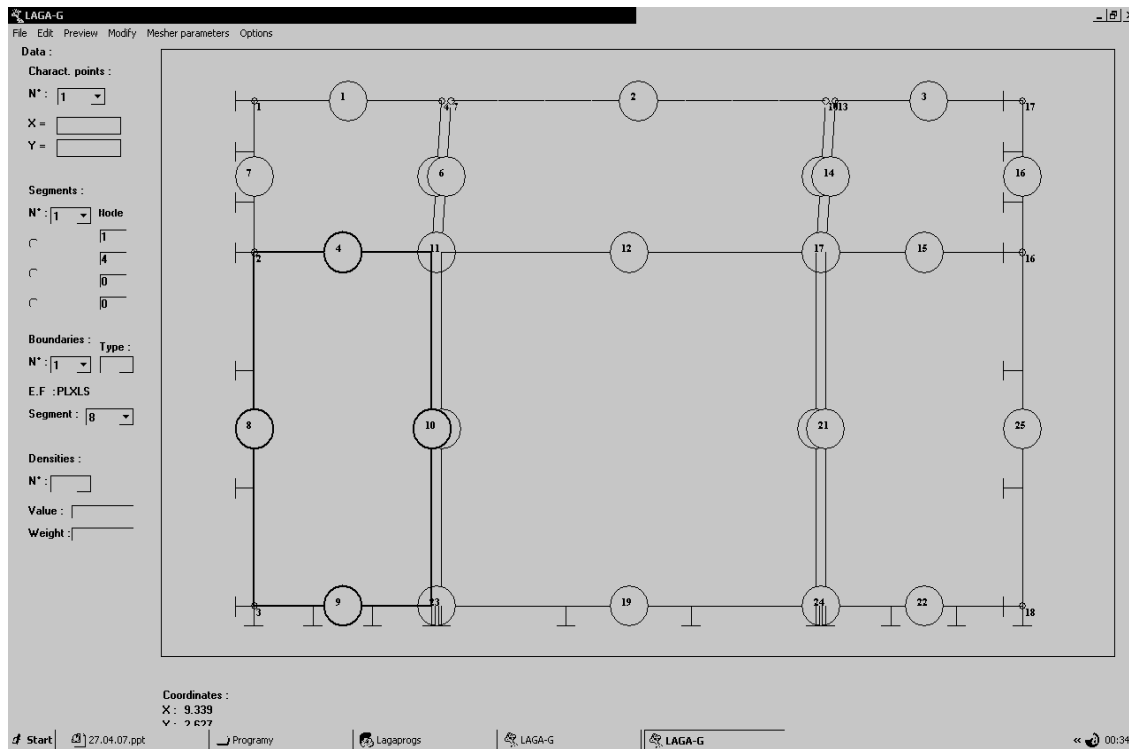 LAGA-G
File Edit Preview Modify Mesher parameters Options
Data :
Charact. points :
N° : 1
X =
Y =
Segments :
N° : 1 Node
1
4
0
0
Boundaries : Type :
N° : 1
E.F :PLXLS
Segment : 8
Densities :
N° :
Value :
Weight :
1 2 3
1 4 7 13 17
7 6 14 16
4 11 12 17 15
2 16
8 10 21 25
9 23 19 24 22
3 18
Coordinates :
X : 9.339
Y : 2.627
Start 27.04.07.ppt Programy Lagaprogs LAGA-G LAGA-G « 00:34